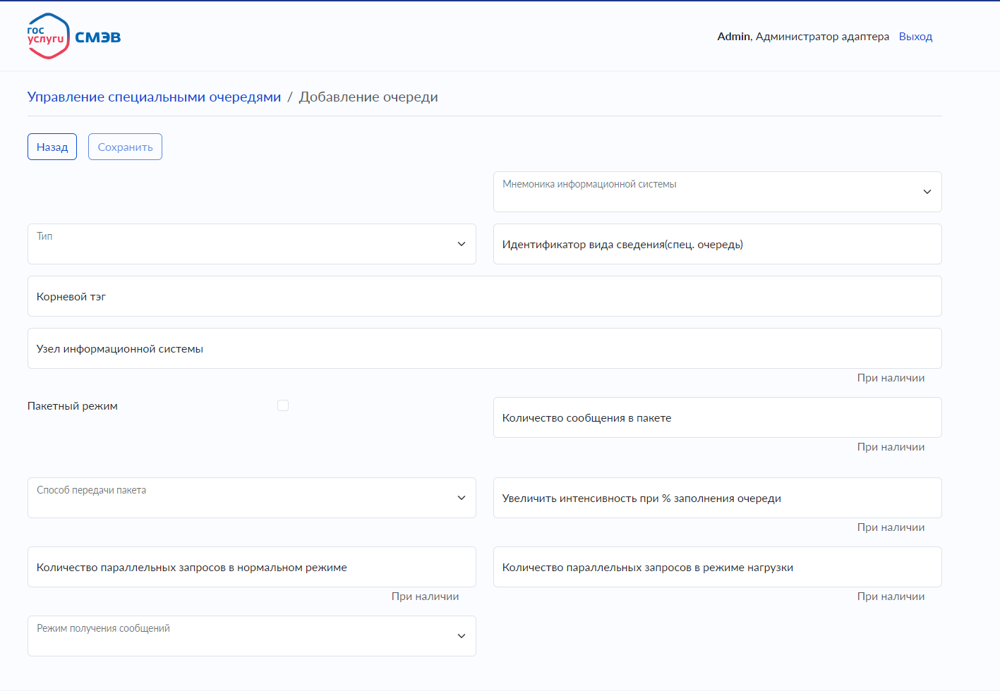 гос
услуги СМЭВ
Admin, Администратор адаптера Выход
Управление специальными очередями / Добавление очереди
Назад Сохранить
Мнемоника информационной системы
Тип
Идентификатор вида сведения(спец. очередь)
Корневой тэг
Узел информационной системы
При наличии
Пакетный режим
Количество сообщения в пакете
При наличии
Способ передачи пакета
Увеличить интенсивность при % заполнения очереди
При наличии
Количество параллельных запросов в нормальном режиме
Количество параллельных запросов в режиме нагрузки
При наличии
При наличии
Режим получения сообщений